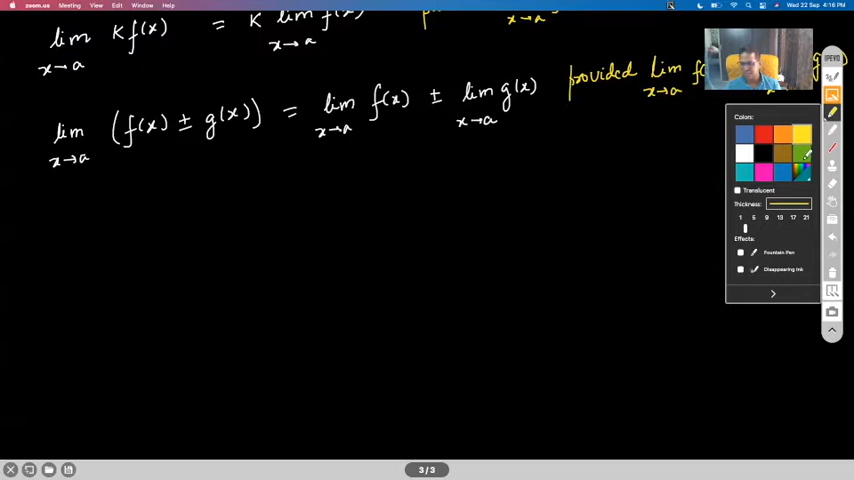 zoom.us Meeting View Edit Window Help Wed 22 Sep 4:16 PM
lim K f(x) = K lim f(x)
x→a x→a x→a
lim (f(x) ± g(x)) = lim f(x) ± lim g(x) provided lim
x→a x→a x→a x→a
IPEVO
Colors:
Translucent
Thickness:
1 5 9 13 17 21
Effects:
Fountain Pen
Disappearing Ink
3/3